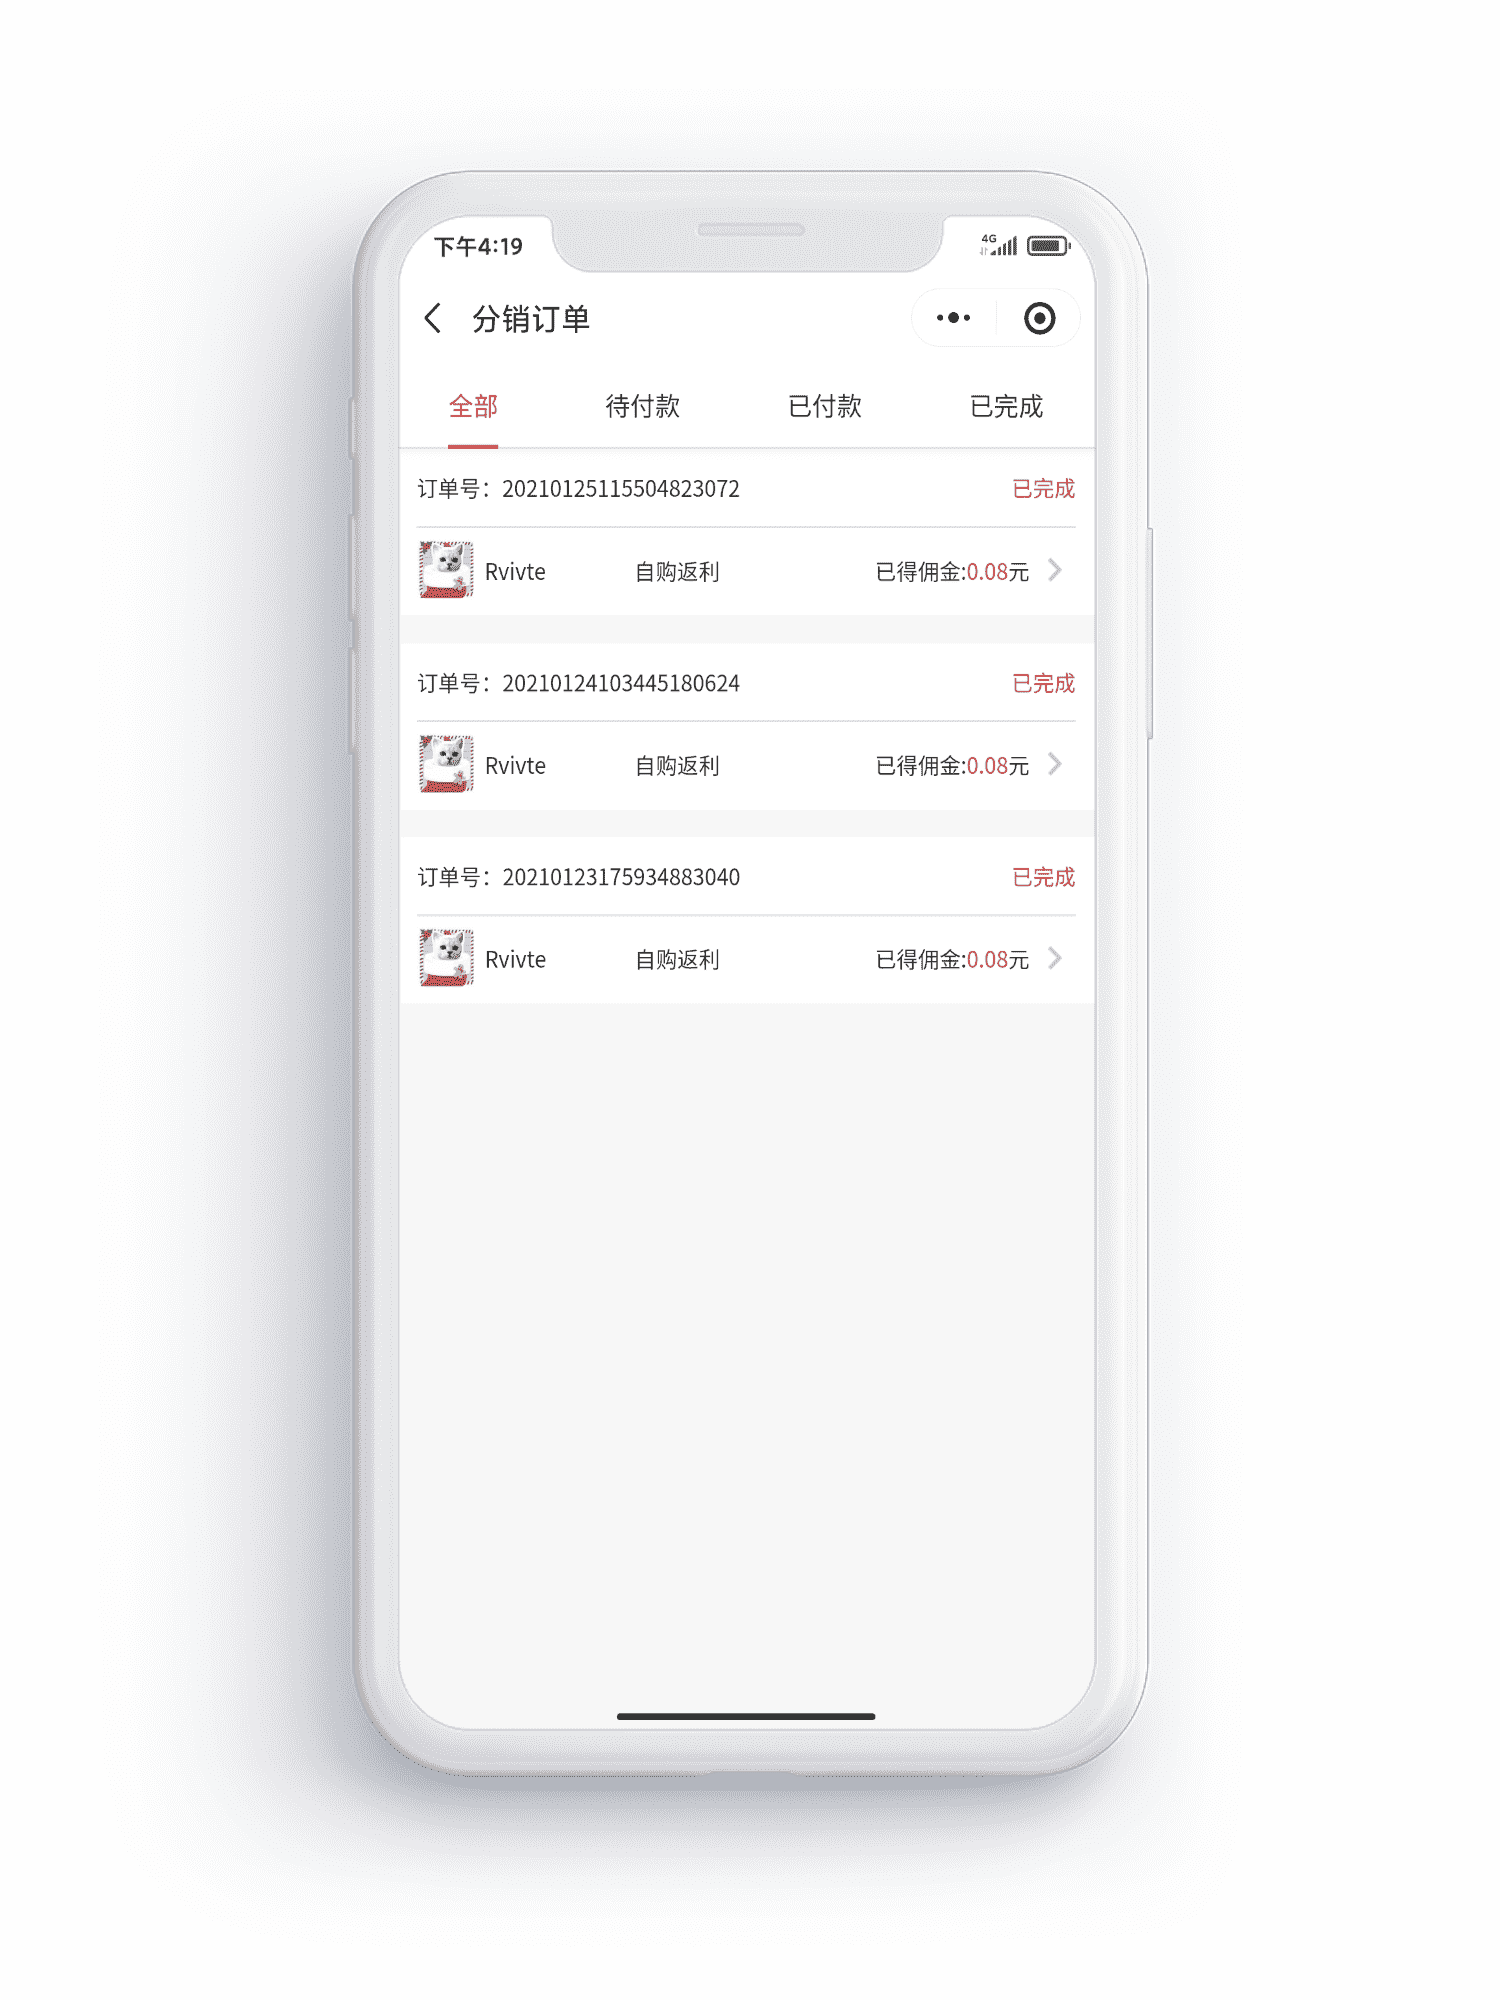 下午4:19
4G
分销订单
全部 待付款 已付款 已完成
订单号：20210125115504823072 已完成
Rvivte 自购返利 已得佣金:0.08元
订单号：20210124103445180624 已完成
Rvivte 自购返利 已得佣金:0.08元
订单号：20210123175934883040 已完成
Rvivte 自购返利 已得佣金:0.08元